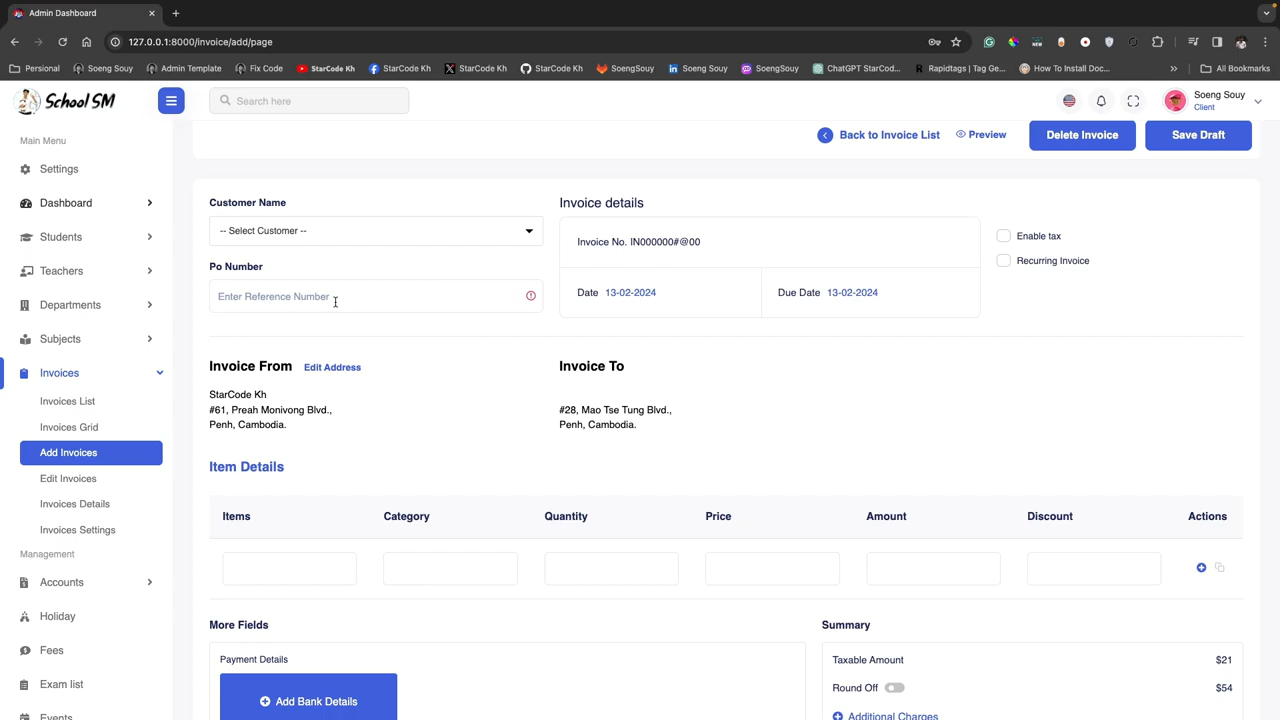 Admin Dashboard
127.0.0.1:8000/invoice/add/page
Personal
Soeng Souy
Admin Template
Fix Code
StarCode Kh
StarCode Kh
StarCode Kh
StarCode Kh
SoengSouy
Soeng Souy
SoengSouy
ChatGPT StarCod...
Rapidtags | Tag Ge...
How To Install Doc...
All Bookmarks
School SM
Search here
Soeng Souy
Client
Main Menu
Settings
Dashboard
Students
Teachers
Departments
Subjects
Invoices
Invoices List
Invoices Grid
Add Invoices
Edit Invoices
Invoices Details
Invoices Settings
Management
Accounts
Holiday
Fees
Exam list
Events
Back to Invoice List
Preview
Delete Invoice
Save Draft
Customer Name
-- Select Customer --
Po Number
Enter Reference Number
Invoice details
Invoice No. IN000000#@00
Date 13-02-2024
Due Date 13-02-2024
Enable tax
Recurring Invoice
Invoice From Edit Address
StarCode Kh
#61, Preah Monivong Blvd.,
Penh, Cambodia.
Invoice To
#28, Mao Tse Tung Blvd.,
Penh, Cambodia.
Item Details
Items Category Quantity Price Amount Discount Actions
More Fields
Payment Details
Add Bank Details
Summary
Taxable Amount $21
Round Off $54
Additional Charges